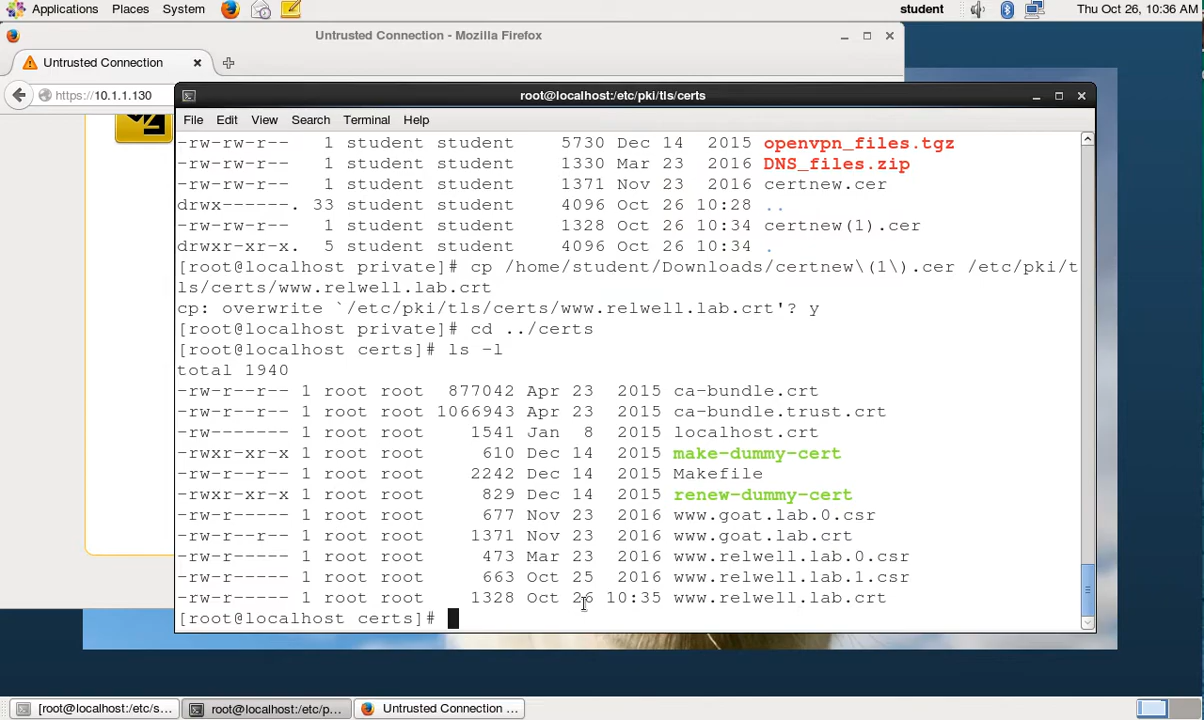 Applications Places System student Thu Oct 26, 10:36 AM
Untrusted Connection - Mozilla Firefox
Untrusted Connection
https://10.1.1.130
root@localhost:/etc/pki/tls/certs
File Edit View Search Terminal Help
-rw-rw-r-- 1 student student 5730 Dec 14 2015 openvpn_files.tgz
-rw-rw-r-- 1 student student 1330 Mar 23 2016 DNS_files.zip
-rw-rw-r-- 1 student student 1371 Nov 23 2016 certnew.cer
drwx------. 33 student student 4096 Oct 26 10:28 ..
-rw-rw-r-- 1 student student 1328 Oct 26 10:34 certnew(1).cer
drwxr-xr-x. 5 student student 4096 Oct 26 10:34 .
[root@localhost private]# cp /home/student/Downloads/certnew\(1\).cer /etc/pki/t
ls/certs/www.relwell.lab.crt
cp: overwrite `/etc/pki/tls/certs/www.relwell.lab.crt'? y
[root@localhost private]# cd ../certs
[root@localhost certs]# ls -l
total 1940
-rw-r--r-- 1 root root 877042 Apr 23 2015 ca-bundle.crt
-rw-r--r-- 1 root root 1066943 Apr 23 2015 ca-bundle.trust.crt
-rw------- 1 root root 1541 Jan 8 2015 localhost.crt
-rwxr-xr-x 1 root root 610 Dec 14 2015 make-dummy-cert
-rw-r--r-- 1 root root 2242 Dec 14 2015 Makefile
-rwxr-xr-x 1 root root 829 Dec 14 2015 renew-dummy-cert
-rw-r----- 1 root root 677 Nov 23 2016 www.goat.lab.0.csr
-rw-r----- 1 root root 1371 Nov 23 2016 www.goat.lab.crt
-rw-r----- 1 root root 473 Mar 23 2016 www.relwell.lab.0.csr
-rw-r----- 1 root root 663 Oct 25 2016 www.relwell.lab.1.csr
-rw-r----- 1 root root 1328 Oct 26 10:35 www.relwell.lab.crt
[root@localhost certs]#
[root@localhost:/etc/s... root@localhost:/etc/p... Untrusted Connection ...